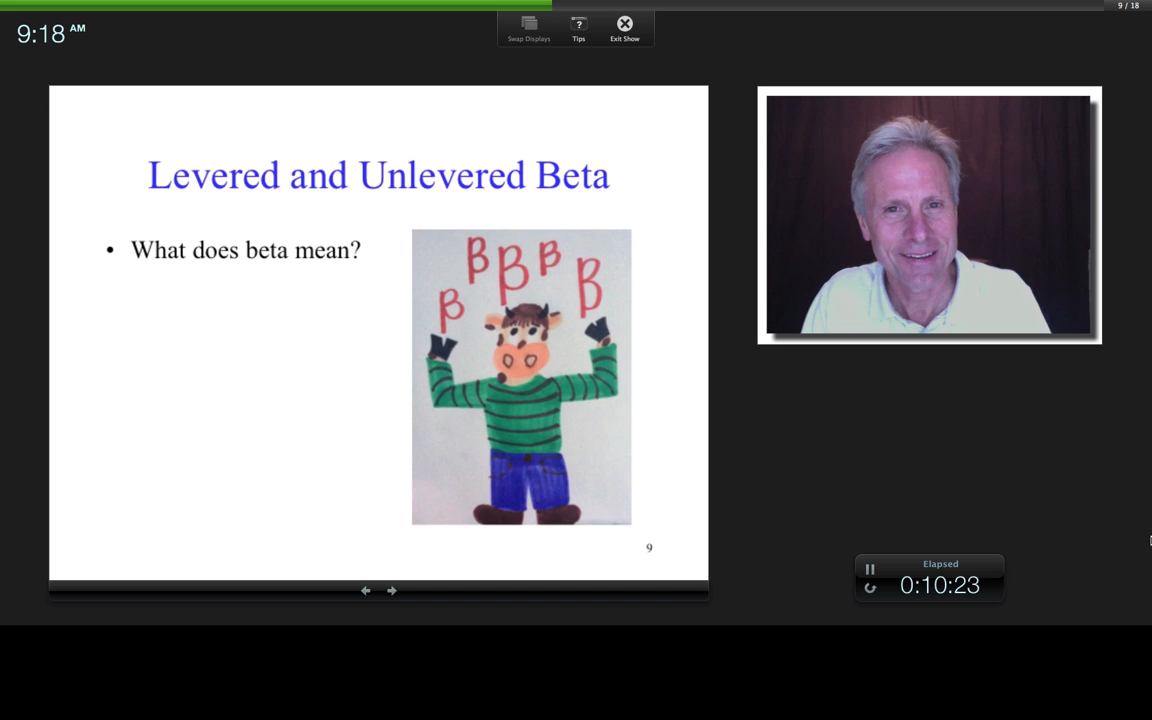 9 / 18
9:18 AM
Swap Displays
Tips
Exit Show
Levered and Unlevered Beta
• What does beta mean?
β β β β β
9
Elapsed
0:10:23